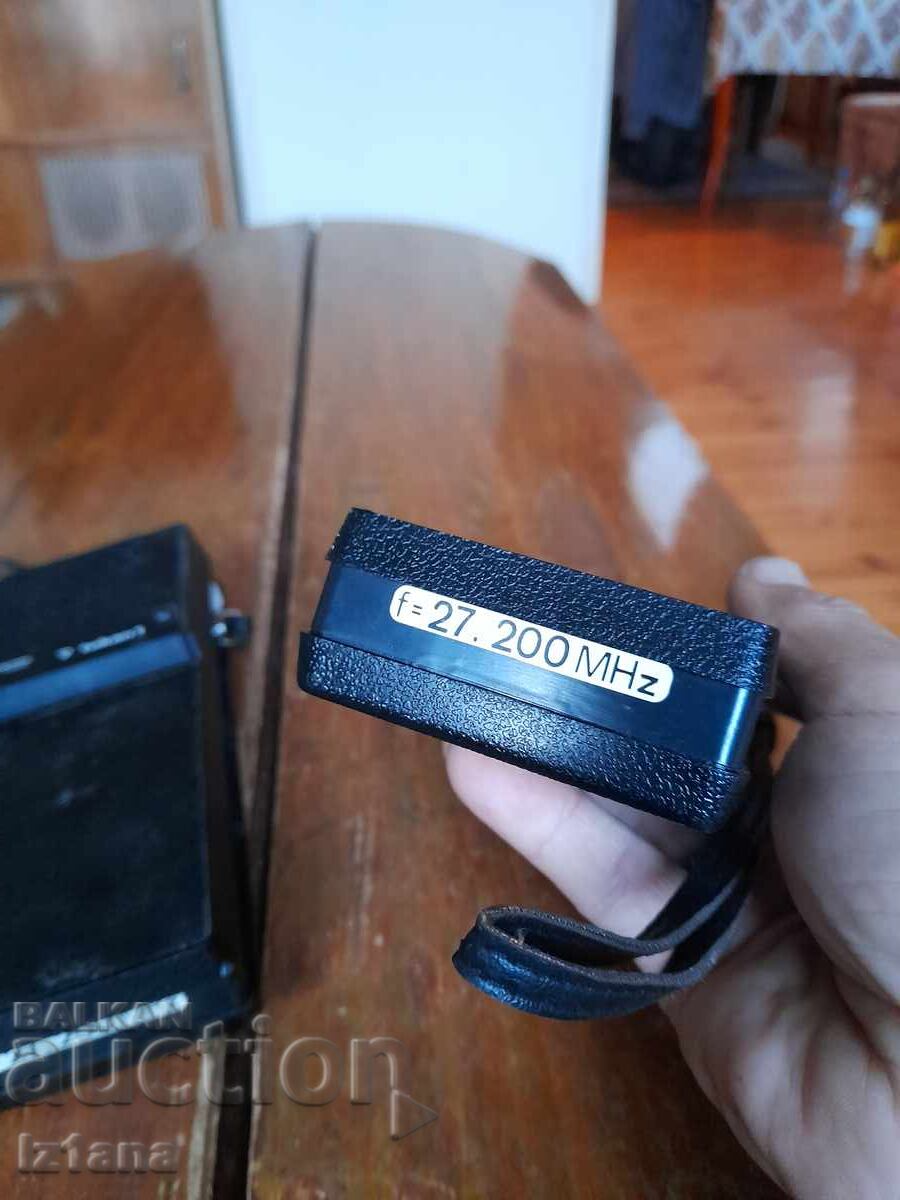 f= 27. 200 MHz
BALKAN
auction
Iz1ana